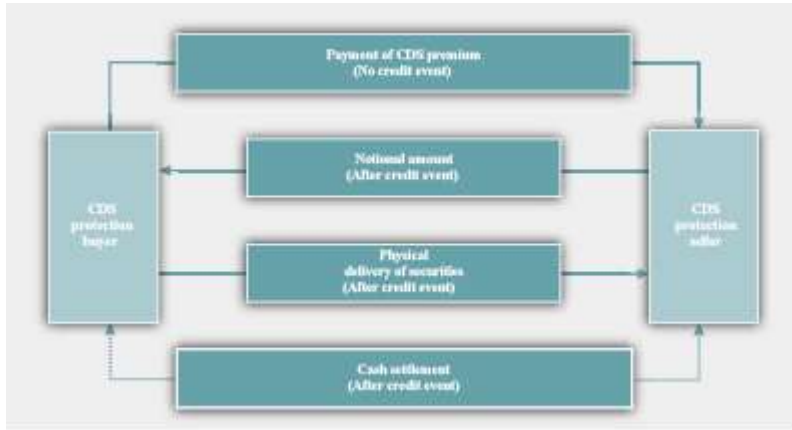 Payment of CDS premium
(No credit event)
Notional amount
(After credit event)
CDS
protection
buyer
CDS
protection
seller
Physical
delivery of securities
(After credit event)
Cash settlement
(After credit event)